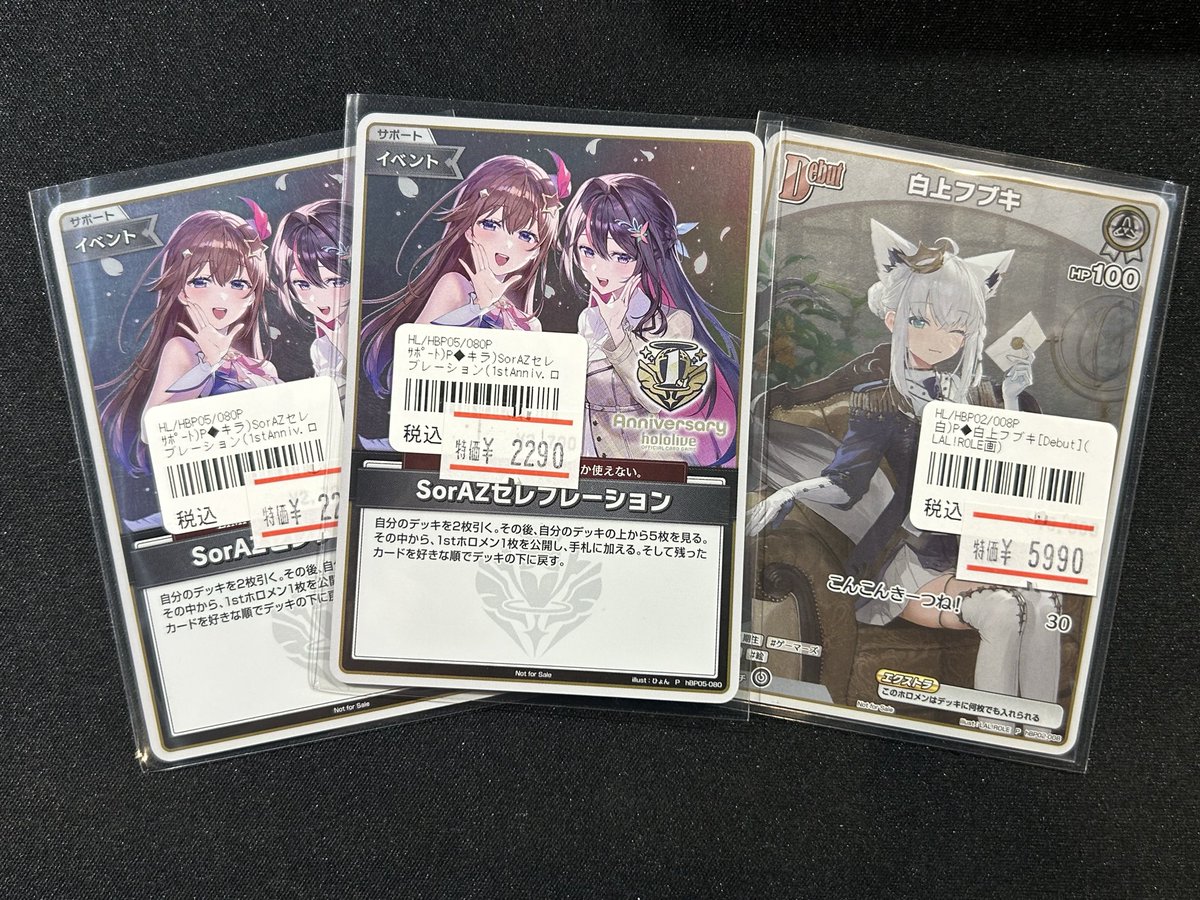 サポート
イベント
HL/HBP05/080P
ｻﾎﾟｰﾄ)P◆キラ)SorAZセレ
ブレーション(1stAnniv.ロ
税込
特価¥ 22
SorAZ
自分のデッキを2枚引く。その後、自
その中から、1stホロメン1枚を公開
カードを好きな順でデッキの下に戻す。
Not for Sale
サポート
イベント
HL/HBP05/080P
ｻﾎﾟｰﾄ)P◆キラ)SorAZセレ
ブレーション(1stAnniv.ロ
税込
特価¥ 2290
1st
Anniversary
hololive
OFFICIAL CARD GAME
か使えない。
SorAZセレブレーション
自分のデッキを2枚引く。その後、自分のデッキの上から5枚を見る。
その中から、1stホロメン1枚を公開し、手札に加える。そして残った
カードを好きな順でデッキの下に戻す。
Not for Sale
illust：ひょん P hBP05-080
Debut
白上フブキ
HP100
HL/HBP02/008P
白)P◆白上フブキ[Debut](
LAL!ROLE画)
税込
特価¥ 5990
こんこんきーつね！
30
期生 #ゲーマーズ
#絵
エクストラ
このホロメンはデッキに何枚でも入れられる
Not for Sale
illust：LAL!ROLE P hBP02-008